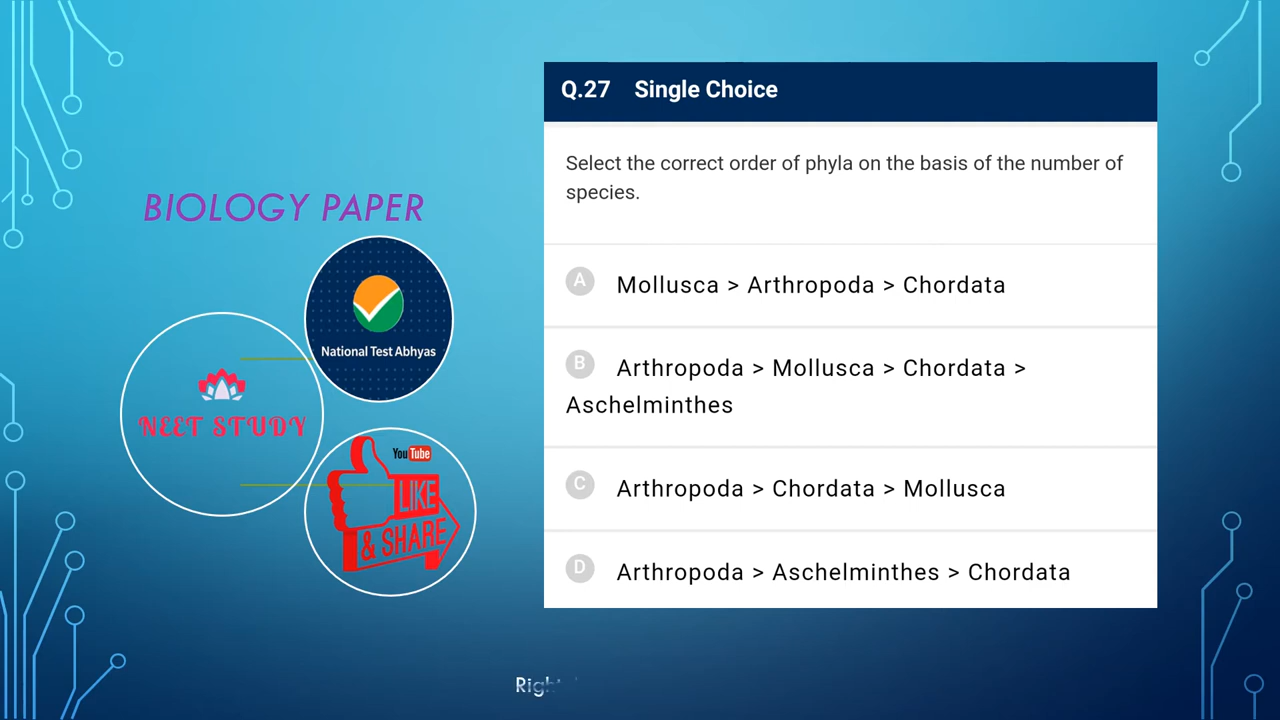 Q.27 Single Choice
Select the correct order of phyla on the basis of the number of
species.
BIOLOGY PAPER
National Test Abhyas
NEET STUDY
YouTube
LIKE
& SHARE
A Mollusca > Arthropoda > Chordata
B Arthropoda > Mollusca > Chordata >
Aschelminthes
C Arthropoda > Chordata > Mollusca
D Arthropoda > Aschelminthes > Chordata